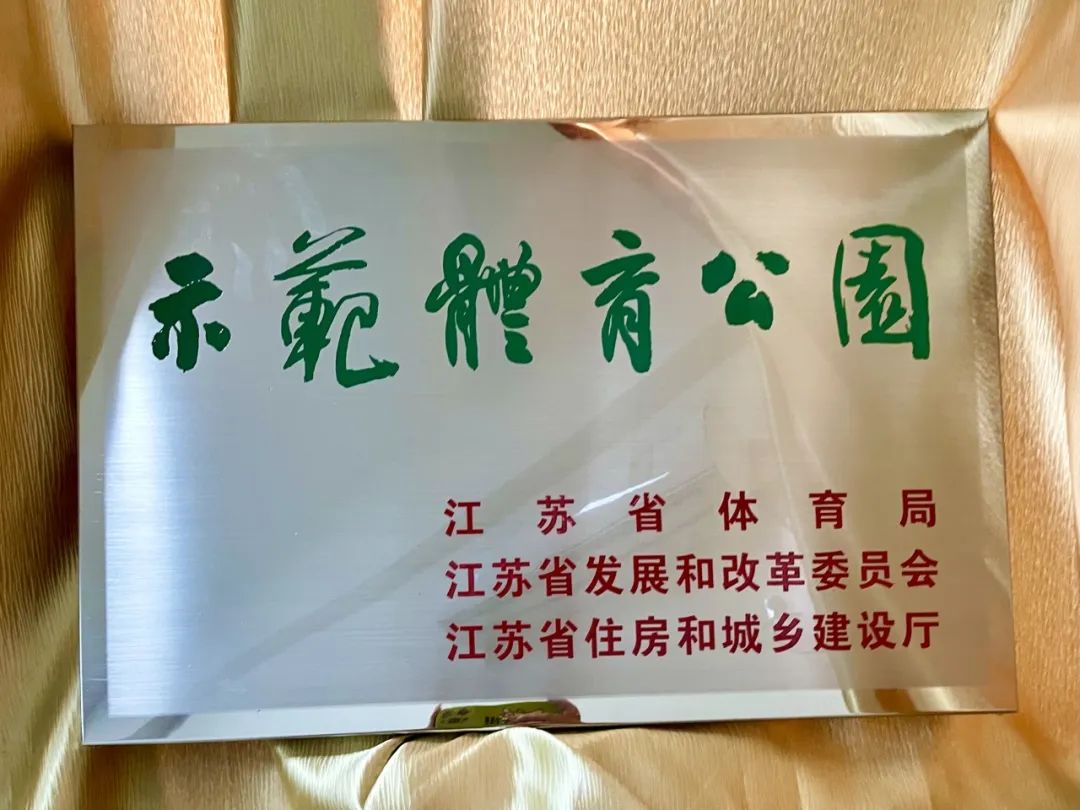 示範體育公園
江苏省体育局
江苏省发展和改革委员会
江苏省住房和城乡建设厅